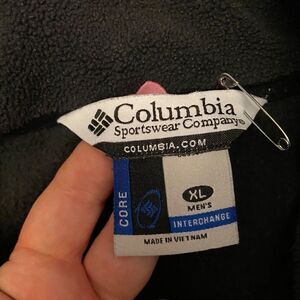 Columbia
Sportswear Company®
COLUMBIA.COM
CORE
XL
MEN'S
INTERCHANGE
MADE IN VIETNAM